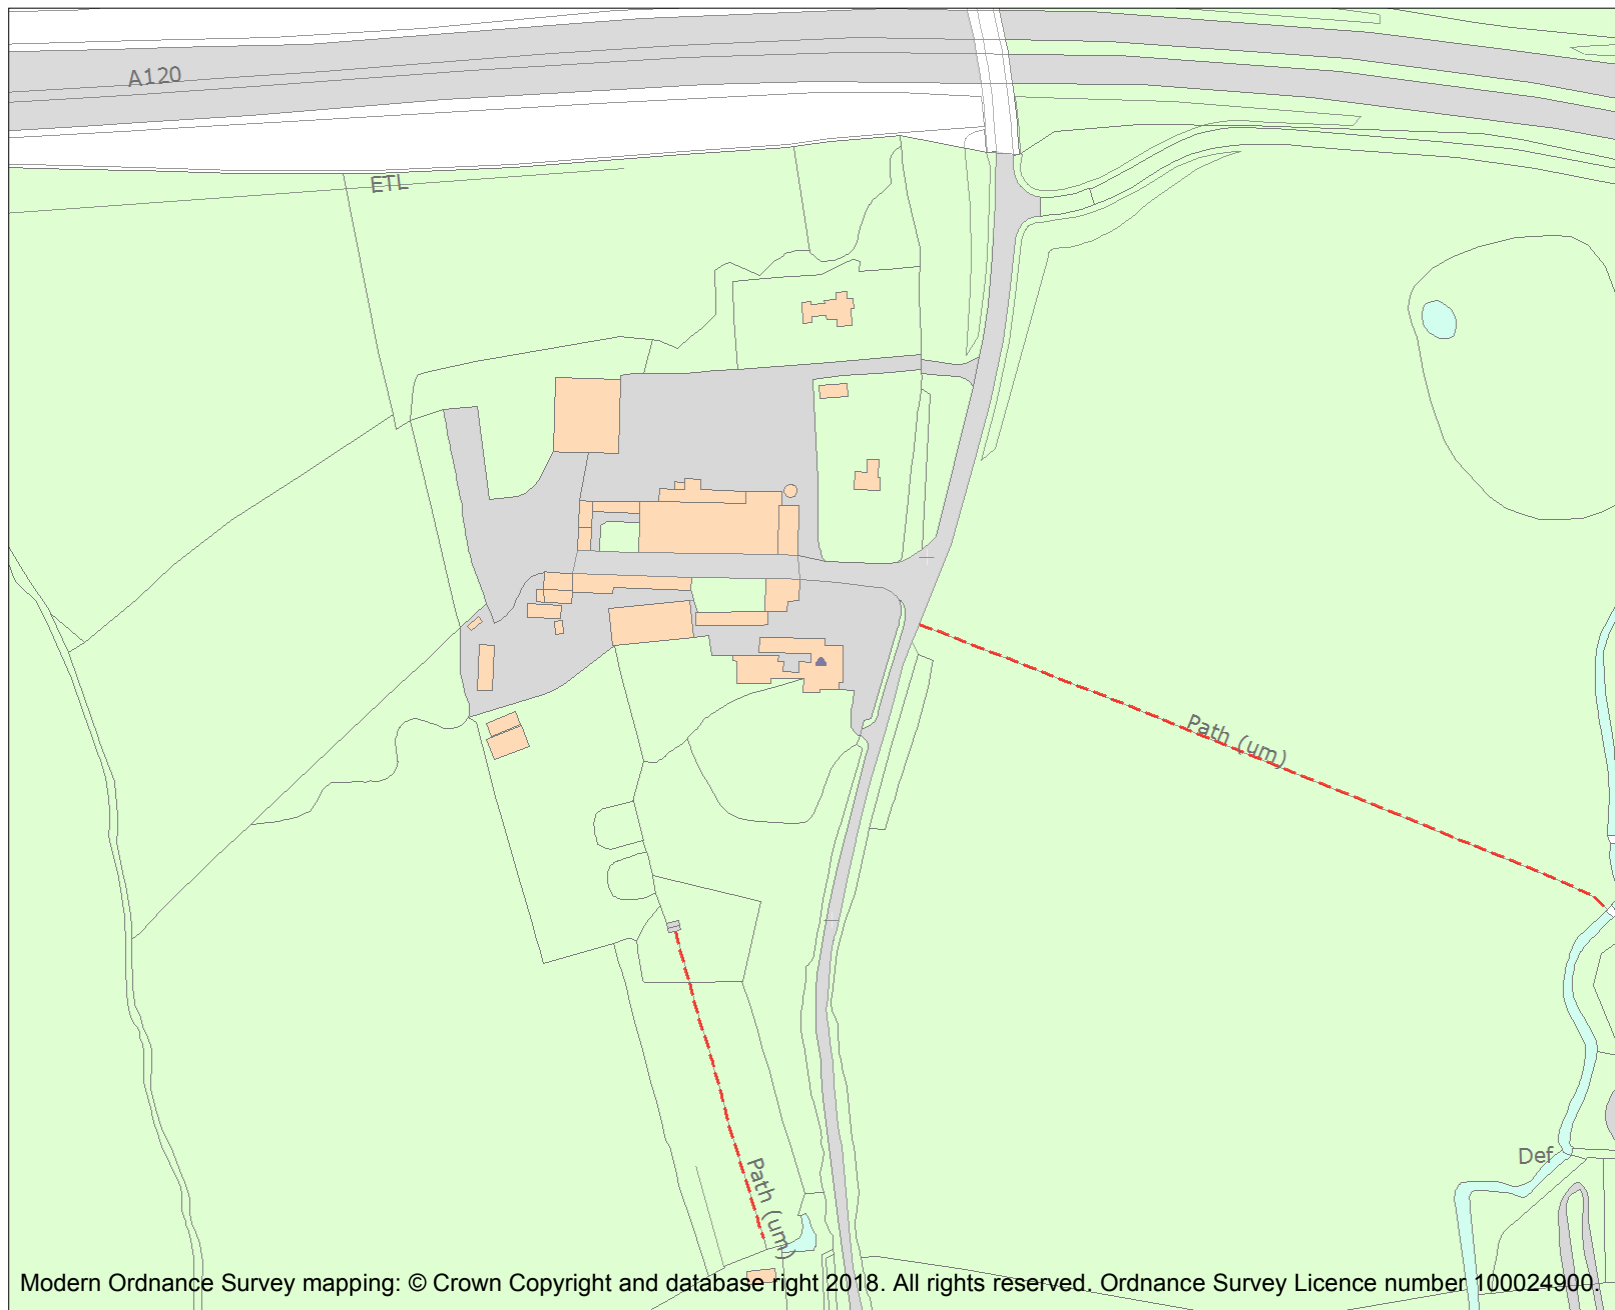 A120
ETL
Path (um)
Def
Path (um)
Modern Ordnance Survey mapping: © Crown Copyright and database right 2018. All rights reserved. Ordnance Survey Licence number 100024900.